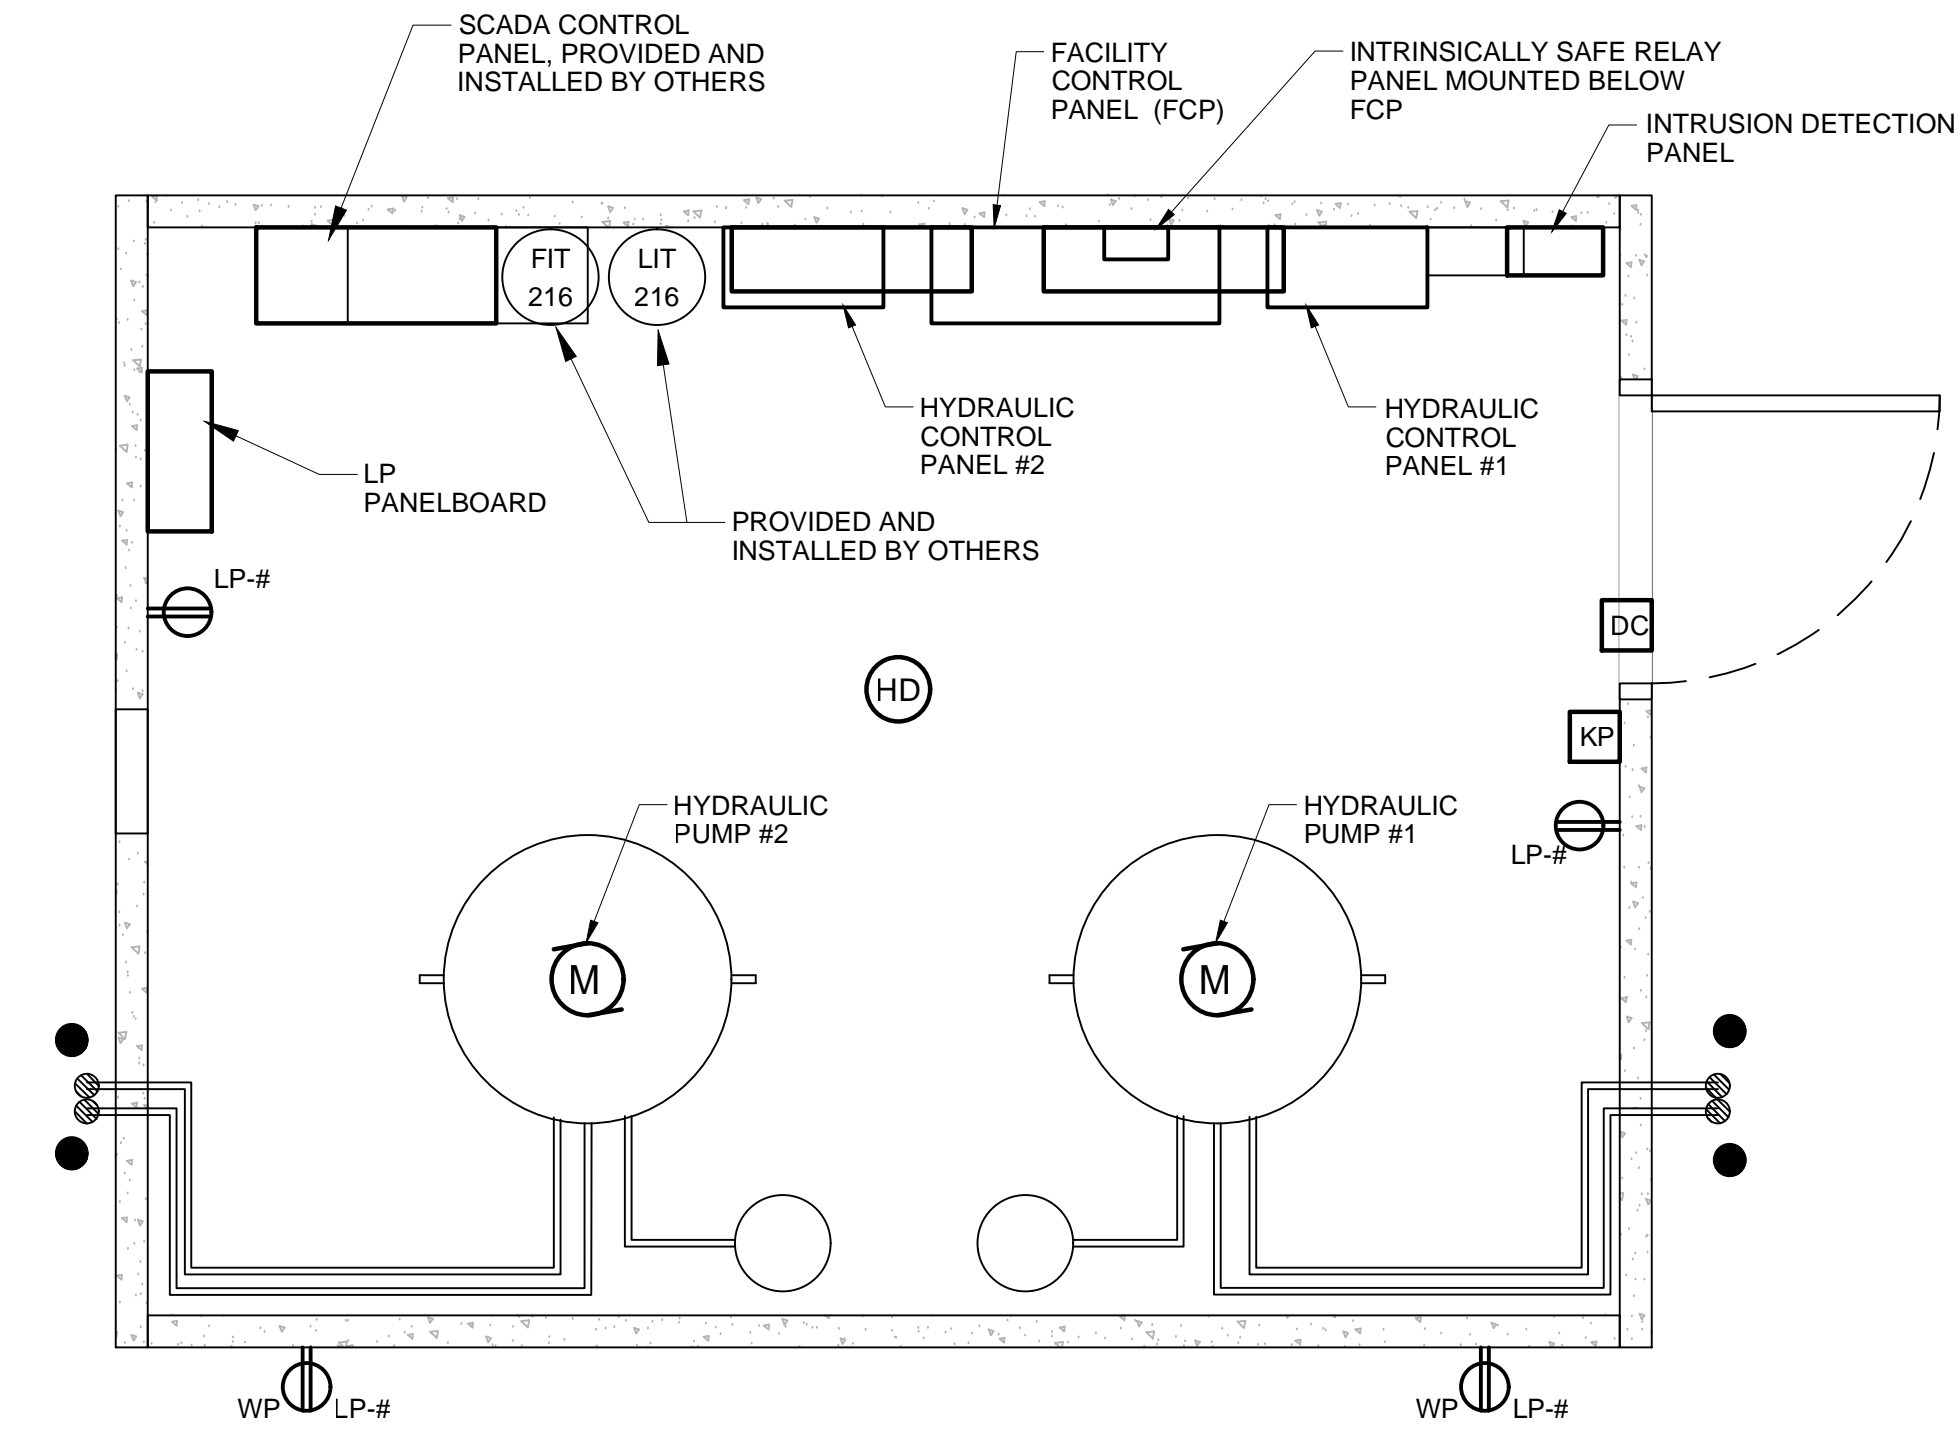 SCADA CONTROL
PANEL, PROVIDED AND
INSTALLED BY OTHERS
FACILITY
CONTROL
PANEL (FCP)
INTRINSICALLY SAFE RELAY
PANEL MOUNTED BELOW
FCP
INTRUSION DETECTION
PANEL
FIT
216
LIT
216
HYDRAULIC
CONTROL
PANEL #2
HYDRAULIC
CONTROL
PANEL #1
LP
PANELBOARD
PROVIDED AND
INSTALLED BY OTHERS
LP-#
DC
HD
KP
HYDRAULIC
PUMP #2
HYDRAULIC
PUMP #1
LP-#
M
M
WP
LP-#
WP
LP-#